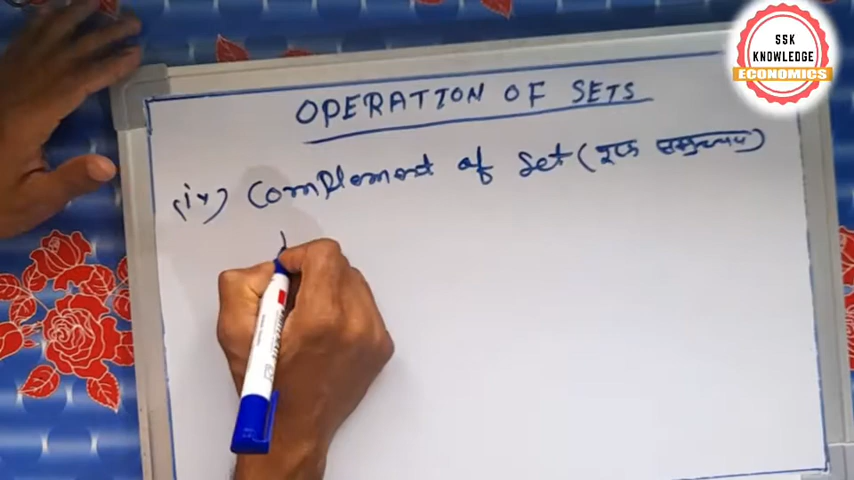 SSK
KNOWLEDGE
ECONOMICS
OPERATION OF SETS
(iv) Complement of set (पूरक समुच्चय)